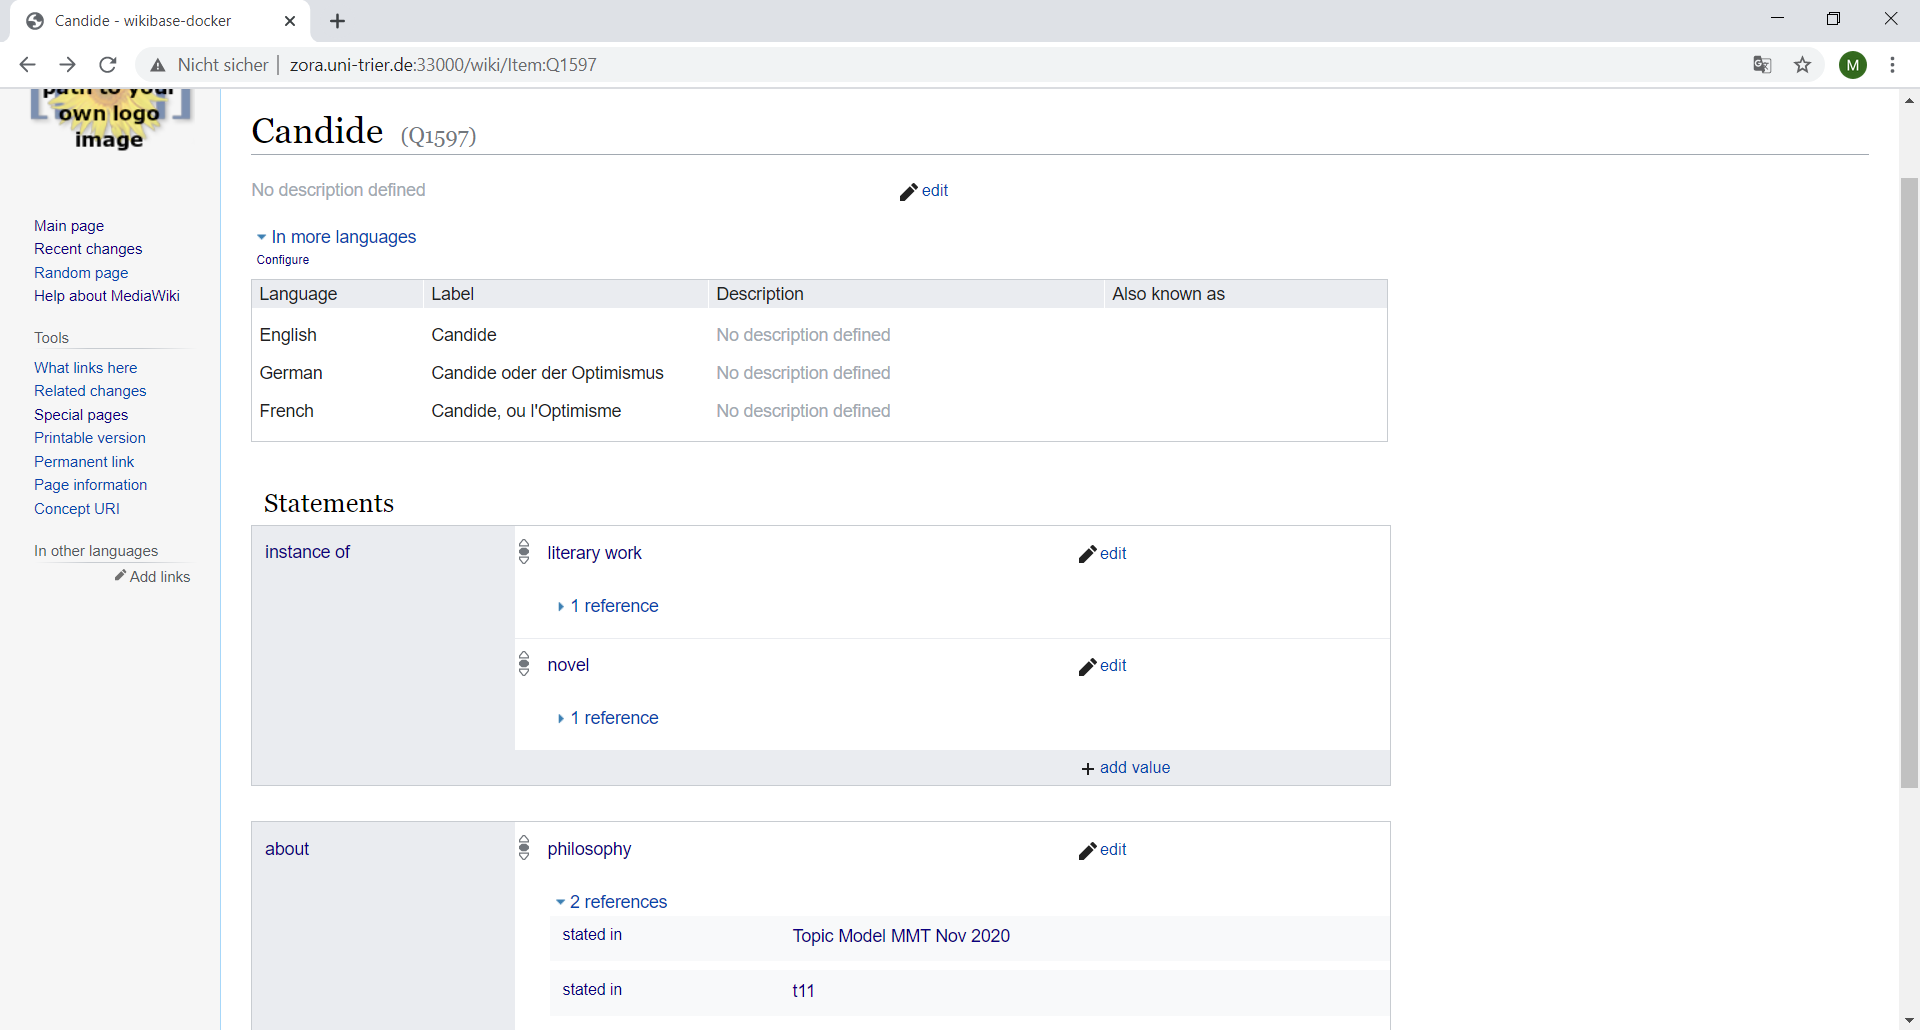 Candide - wikibase-docker
Nicht sicher | zora.uni-trier.de:33000/wiki/Item:Q1597
M
path to your
own logo
image
Main page
Recent changes
Random page
Help about MediaWiki
Tools
What links here
Related changes
Special pages
Printable version
Permanent link
Page information
Concept URI
In other languages
Add links
Candide (Q1597)
No description defined
edit
In more languages
Configure
Language Label Description Also known as
English Candide No description defined
German Candide oder der Optimismus No description defined
French Candide, ou l'Optimisme No description defined
Statements
instance of
literary work edit
1 reference
novel edit
1 reference
+ add value
about
philosophy edit
2 references
stated in Topic Model MMT Nov 2020
stated in t11